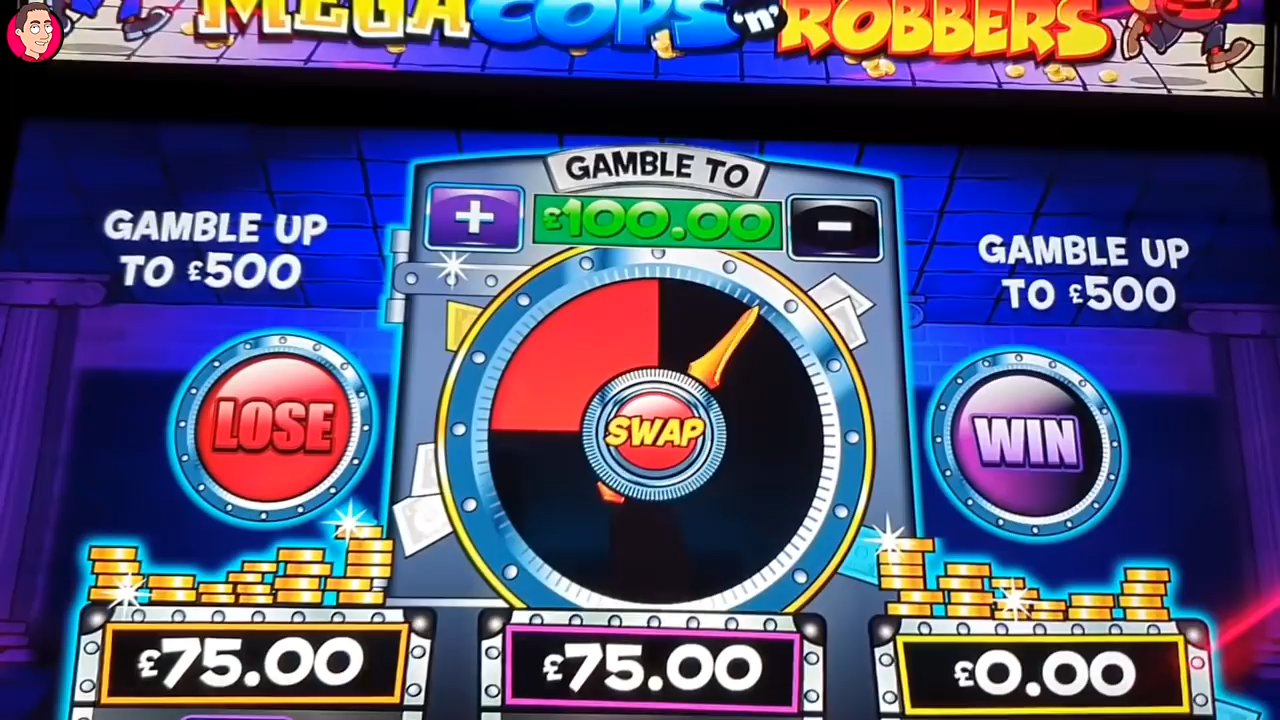 MEGA COPS 'n' ROBBERS
GAMBLE TO
+
£100.00
-
GAMBLE UP
TO £500
GAMBLE UP
TO £500
LOSE
SWAP
WIN
£75.00
£75.00
£0.00